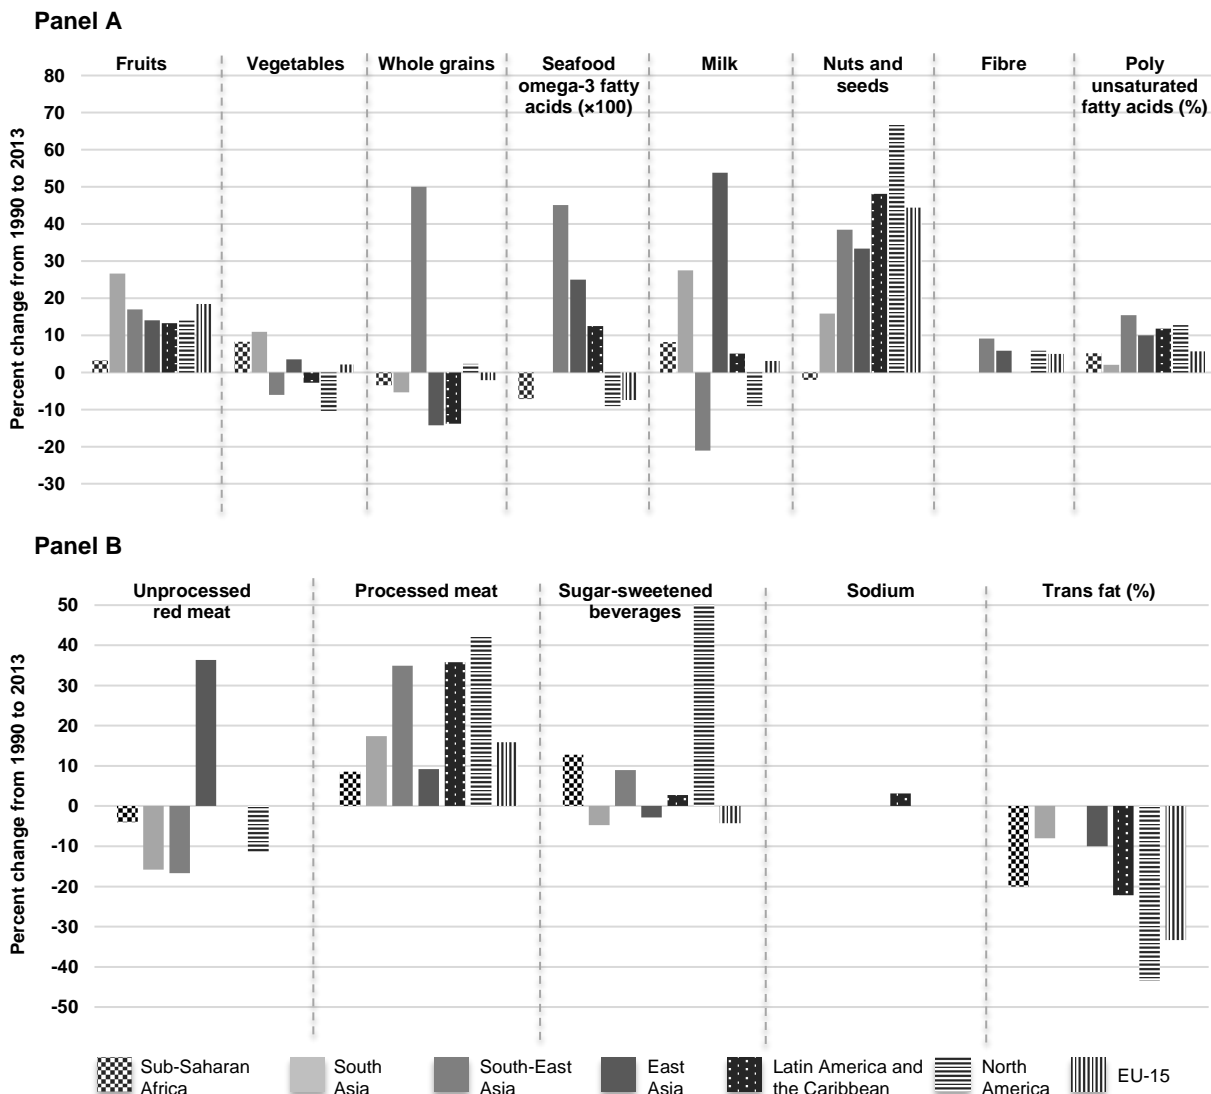 Panel A
Fruits
Vegetables
Whole grains
Seafood
omega-3 fatty
acids (×100)
Milk
Nuts and
seeds
Fibre
Poly
unsaturated
fatty acids (%)
Percent change from 1990 to 2013
80
70
60
50
40
30
20
10
0
-10
-20
-30
Panel B
Unprocessed
red meat
Processed meat
Sugar-sweetened
beverages
Sodium
Trans fat (%)
Percent change from 1990 to 2013
50
40
30
20
10
0
-10
-20
-30
-40
-50
Sub-Saharan
Africa
South
Asia
South-East
Asia
East
Asia
Latin America and
the Caribbean
North
America
EU-15